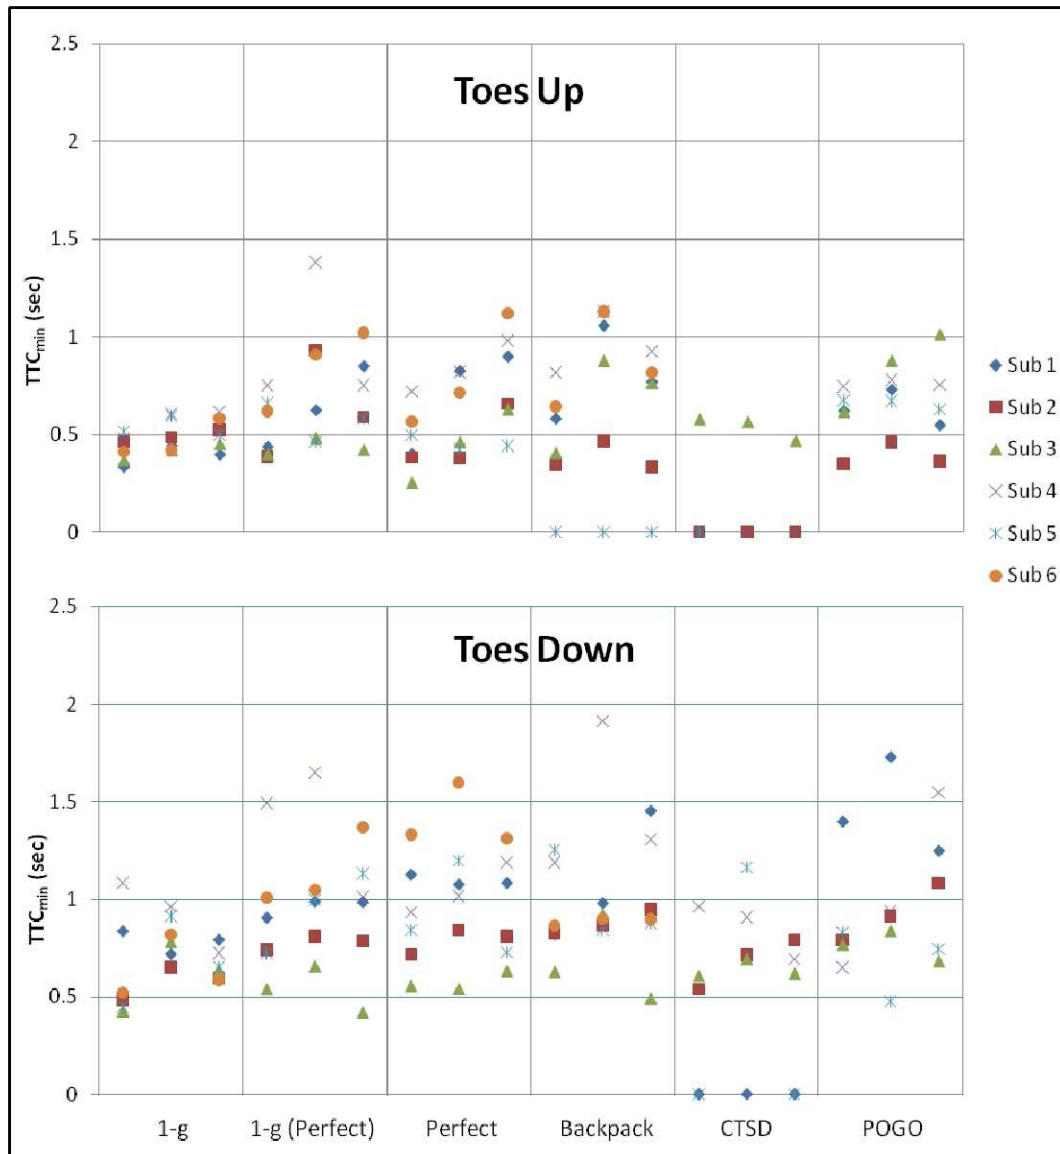 2.5
Toes Up
2
1.5
TTCmin (sec)
1
0.5
0
Sub 1
Sub 2
Sub 3
Sub 4
Sub 5
Sub 6
2.5
Toes Down
2
1.5
TTCmin (sec)
1
0.5
0
1-g 1-g (Perfect) Perfect Backpack CTSD POGO